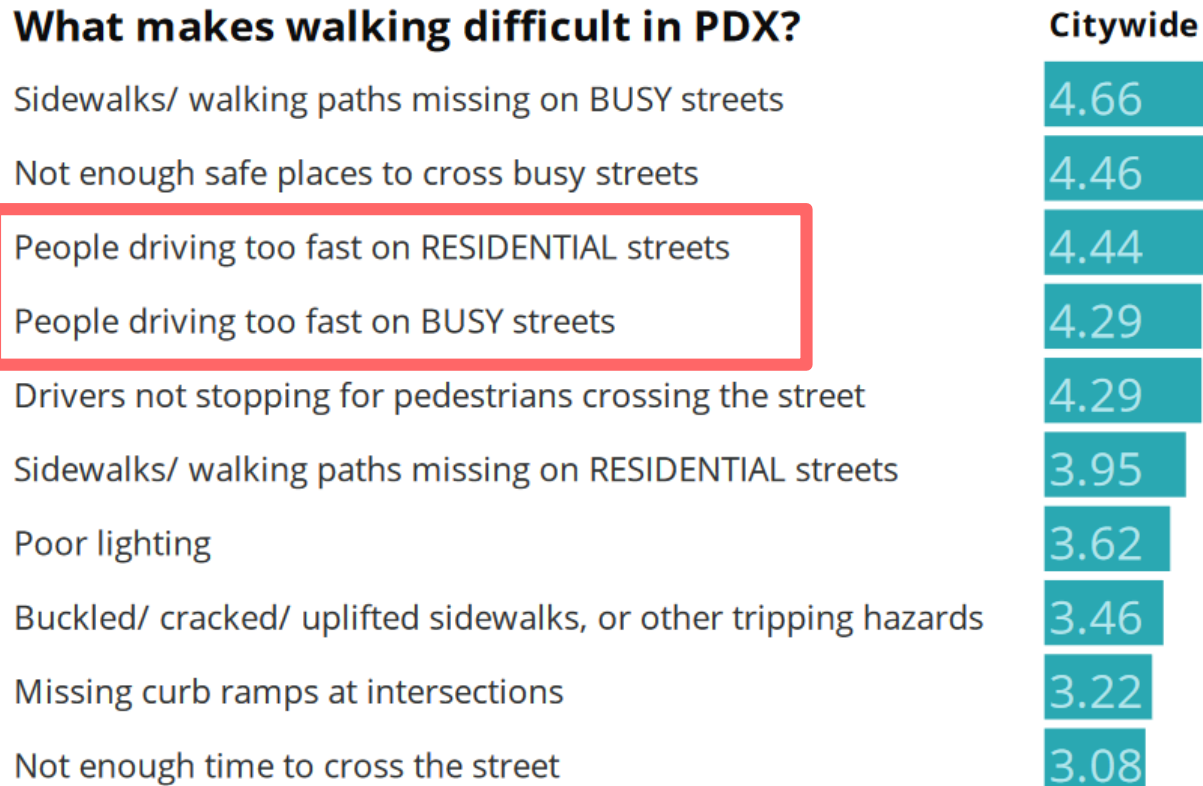 What makes walking difficult in PDX? Citywide
Sidewalks/ walking paths missing on BUSY streets 4.66
Not enough safe places to cross busy streets 4.46
People driving too fast on RESIDENTIAL streets 4.44
People driving too fast on BUSY streets 4.29
Drivers not stopping for pedestrians crossing the street 4.29
Sidewalks/ walking paths missing on RESIDENTIAL streets 3.95
Poor lighting 3.62
Buckled/ cracked/ uplifted sidewalks, or other tripping hazards 3.46
Missing curb ramps at intersections 3.22
Not enough time to cross the street 3.08